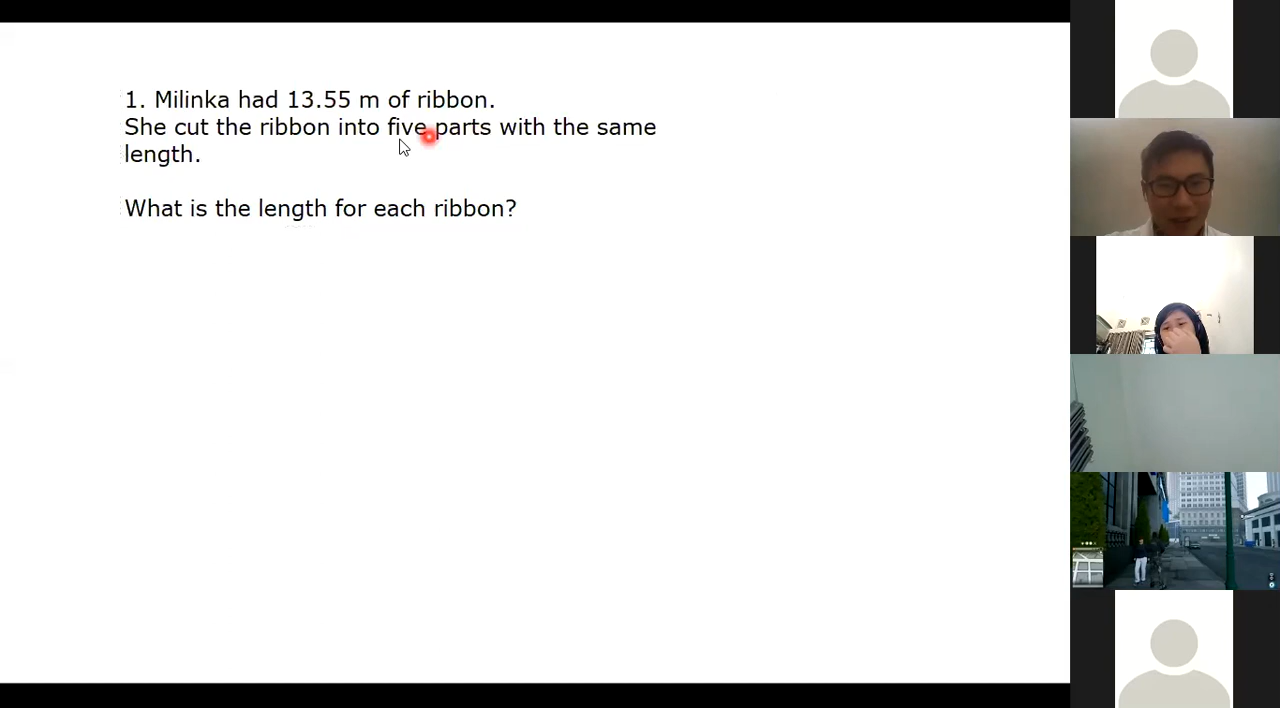 1. Milinka had 13.55 m of ribbon.
She cut the ribbon into five parts with the same
length.
What is the length for each ribbon?